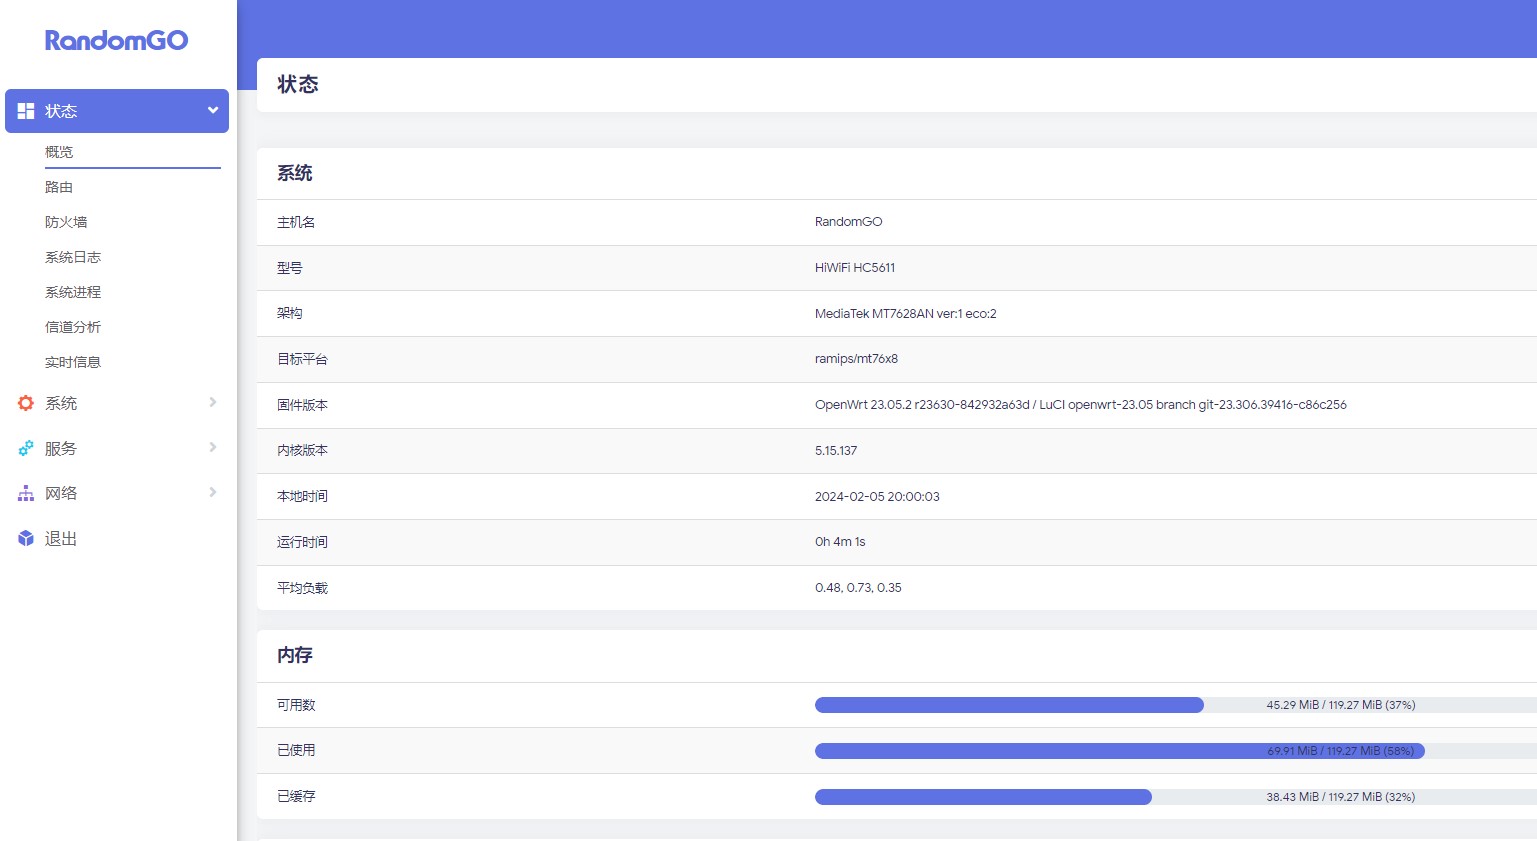 RandomGO
状态
概览
路由
防火墙
系统日志
系统进程
信道分析
实时信息
系统
服务
网络
退出
状态
系统
主机名 RandomGO
型号 HiWiFi HC5611
架构 MediaTek MT7628AN ver:1 eco:2
目标平台 ramips/mt76x8
固件版本 OpenWrt 23.05.2 r23630-842932a63d / LuCI openwrt-23.05 branch git-23.306.39416-c86c256
内核版本 5.15.137
本地时间 2024-02-05 20:00:03
运行时间 0h 4m 1s
平均负载 0.48, 0.73, 0.35
内存
可用数 45.29 MiB / 119.27 MiB (37%)
已使用 69.91 MiB / 119.27 MiB (58%)
已缓存 38.43 MiB / 119.27 MiB (32%)